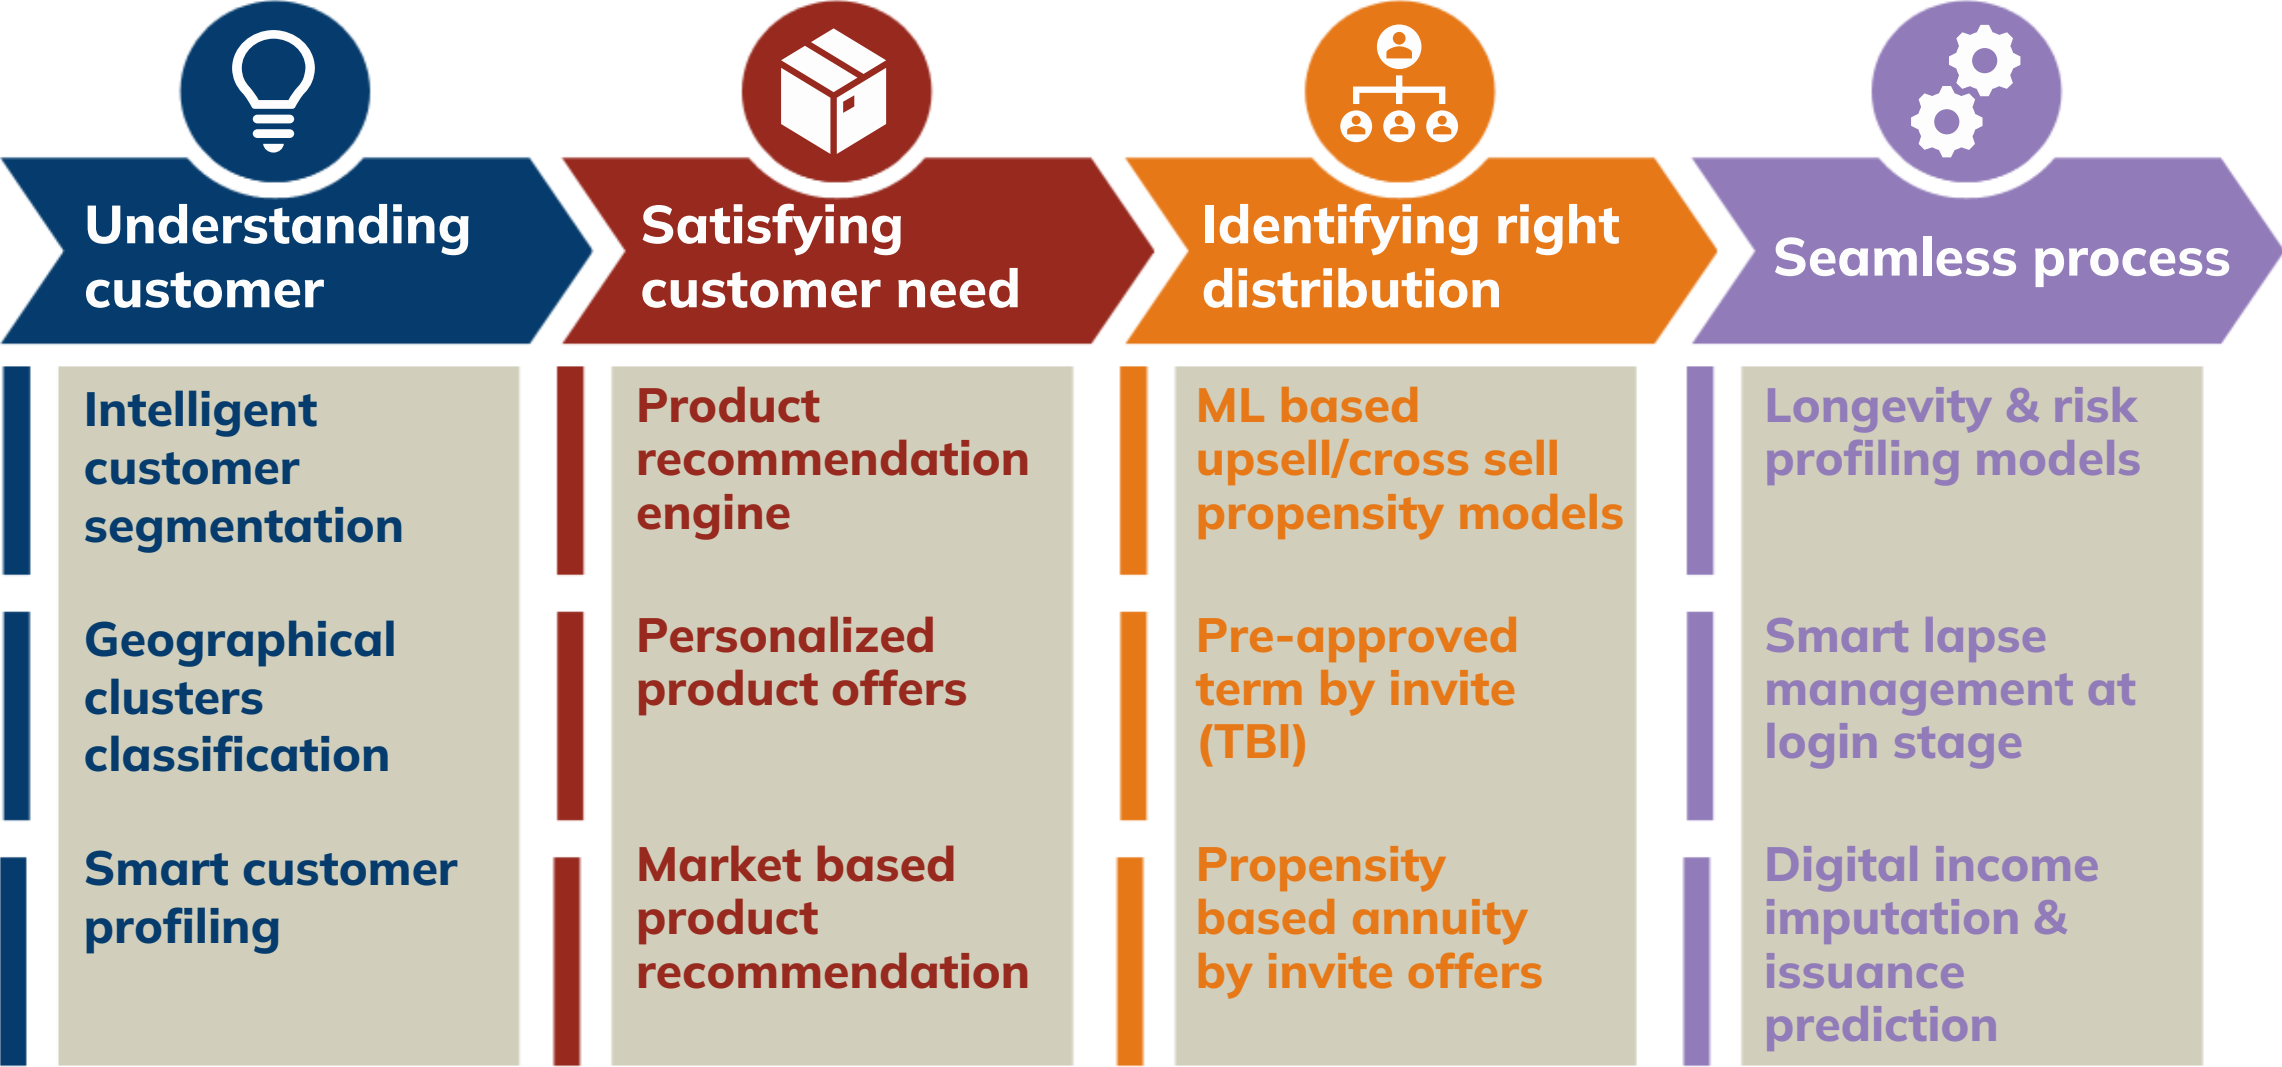 Understanding
customer
Intelligent
customer
segmentation
Geographical
clusters
classification
Smart customer
profiling
Satisfying
customer need
Product
recommendation
engine
Personalized
product offers
Market based
product
recommendation
Identifying right
distribution
ML based
upsell/cross sell
propensity models
Pre-approved
term by invite
(TBI)
Propensity
based annuity
by invite offers
Seamless process
Longevity & risk
profiling models
Smart lapse
management at
login stage
Digital income
imputation &
issuance
prediction